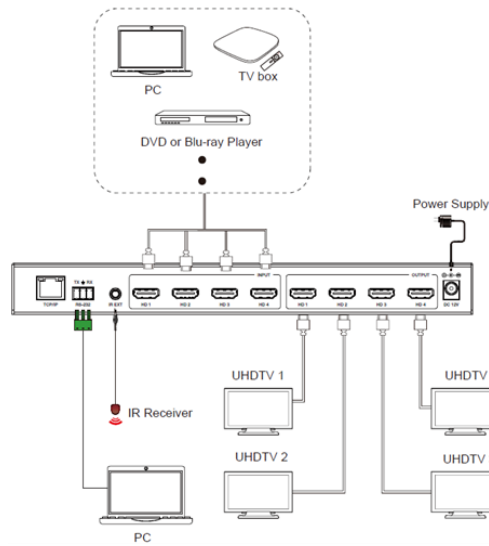 PC
TV box
DVD or Blu-ray Player
Power Supply
TX RX
INPUT
OUTPUT
TCP/IP
RS-232
IR EXT
HD 1
HD 2
HD 3
HD 4
HD 1
HD 2
HD 3
HD 4
DC 12V
UHDTV 1
UHDTV
IR Receiver
UHDTV 2
UHDTV
PC